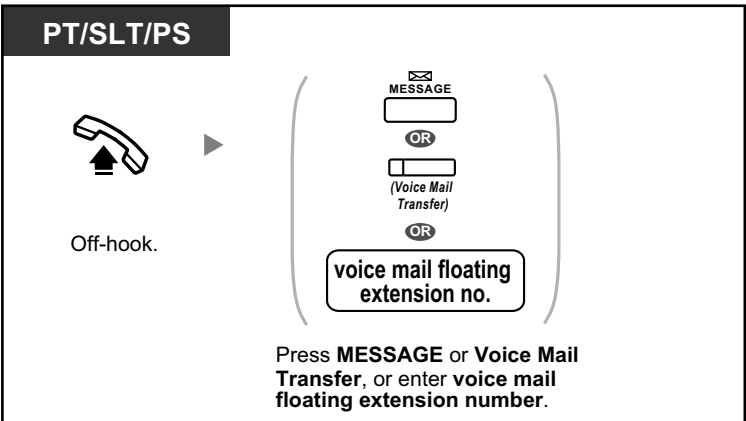 PT/SLT/PS
MESSAGE
OR
(Voice Mail
Transfer)
OR
voice mail floating
extension no.
Off-hook.
Press MESSAGE or Voice Mail
Transfer, or enter voice mail
floating extension number.